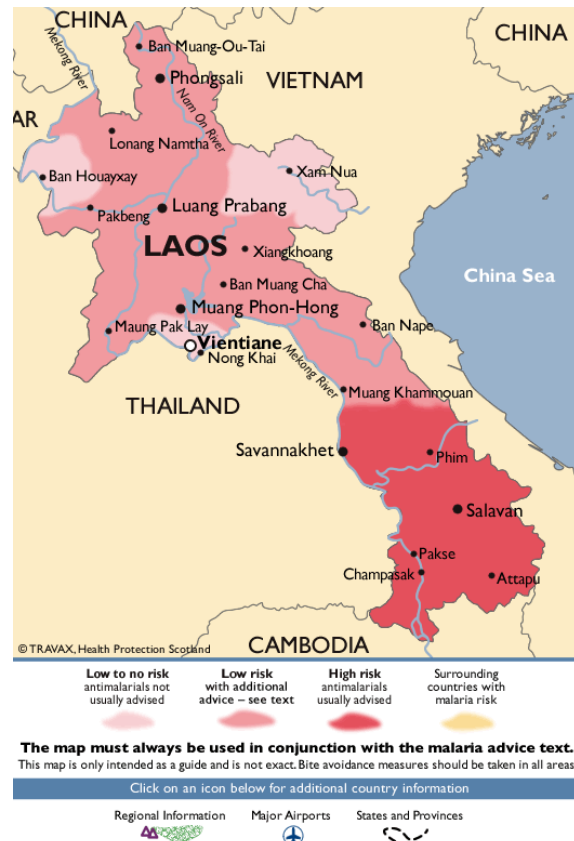 CHINA
CHINA
Mekong River
Ban Muang-Ou-Tai
Phongsali
VIETNAM
AR
Nam On River
Lonang Namtha
Ban Houayxay
Xam Nua
Pakbeng
Luang Prabang
LAOS
Xiangkhoang
China Sea
Ban Muang Cha
Muang Phon-Hong
Maung Pak Lay
Ban Nape
Vientiane
Nong Khai
Mekong River
THAILAND
Muang Khammouan
Savannakhet
Phim
Salavan
Pakse
Champasak
Attapu
CAMBODIA
© TRAVAX, Health Protection Scotland
Low to no risk
antimalarials not
usually advised
Low risk
with additional
advice – see text
High risk
antimalarials
usually advised
Surrounding
countries with
malaria risk
The map must always be used in conjunction with the malaria advice text.
This map is only intended as a guide and is not exact. Bite avoidance measures should be taken in all areas
Click on an icon below for additional country information
Regional Information
Major Airports
States and Provinces